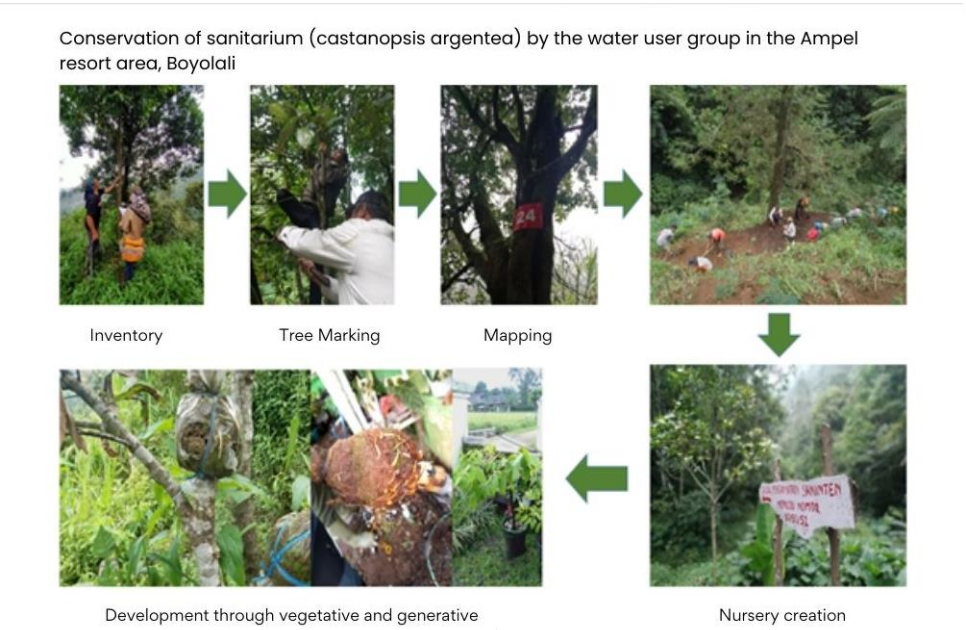 Conservation of sanitarium (castanopsis argentea) by the water user group in the Ampel
resort area, Boyolali
24
Inventory
Tree Marking
Mapping
SANINTEN
Development through vegetative and generative
Nursery creation